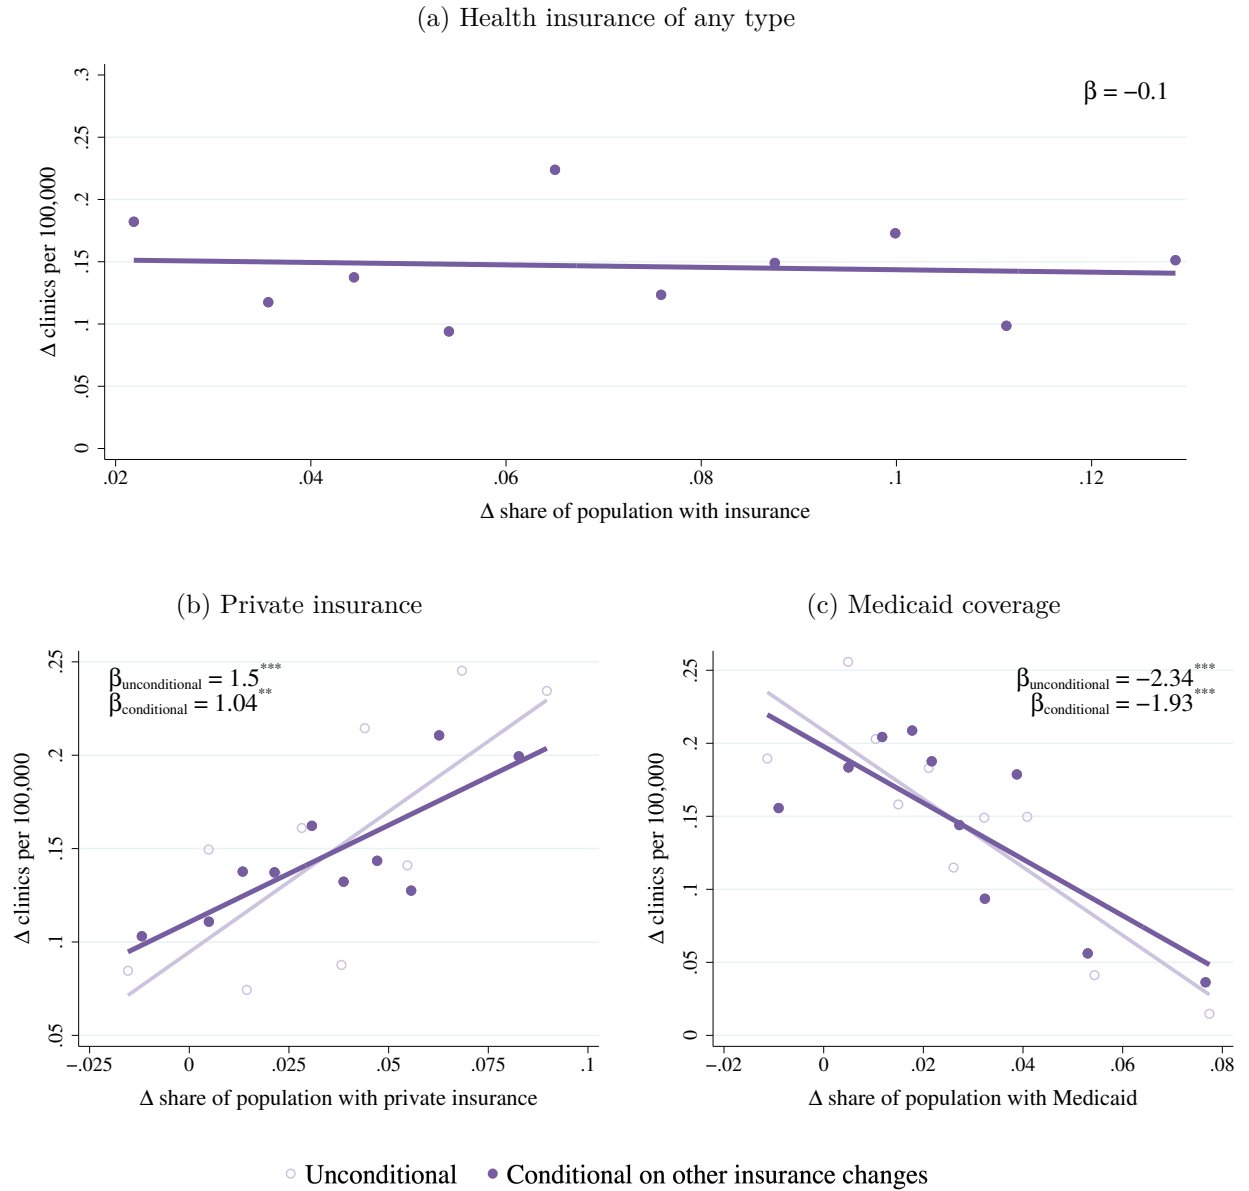 (a) Health insurance of any type
β = −0.1
Δ clinics per 100,000
.3
.25
.2
.15
.1
.05
0
.02 .04 .06 .08 .1 .12
Δ share of population with insurance
(b) Private insurance
βunconditional = 1.5***
βconditional = 1.04**
Δ clinics per 100,000
.25
.2
.15
.1
.05
−.025 0 .025 .05 .075 .1
Δ share of population with private insurance
(c) Medicaid coverage
βunconditional = −2.34***
βconditional = −1.93***
Δ clinics per 100,000
.25
.2
.15
.1
.05
0
−.02 0 .02 .04 .06 .08
Δ share of population with Medicaid
Unconditional Conditional on other insurance changes